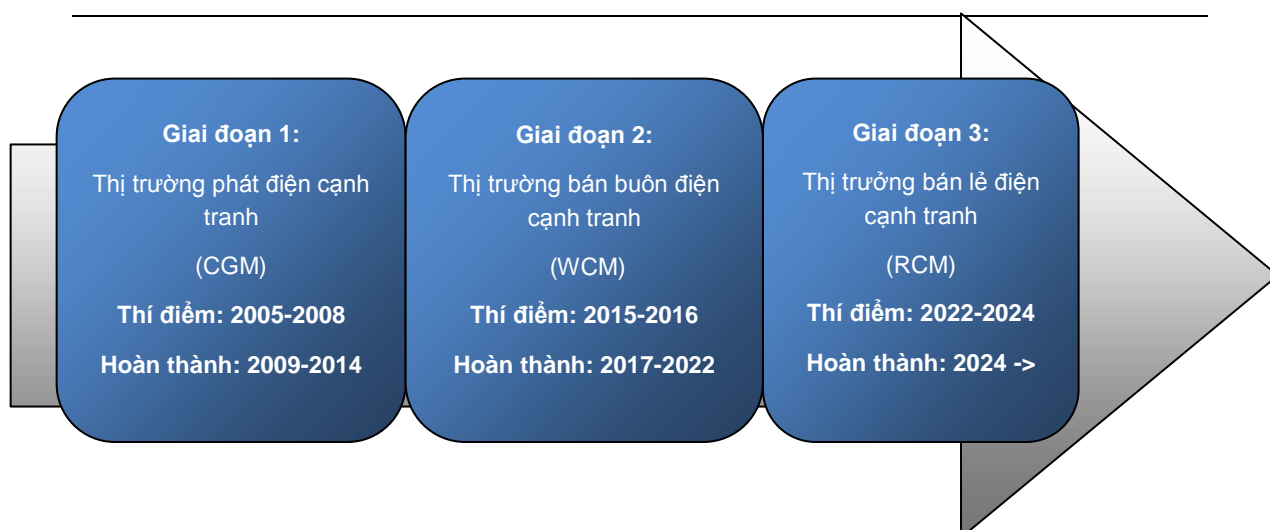 Giai đoạn 1:
Thị trường phát điện cạnh
tranh
(CGM)
Thí điểm: 2005-2008
Hoàn thành: 2009-2014
Giai đoạn 2:
Thị trường bán buôn điện
cạnh tranh
(WCM)
Thí điểm: 2015-2016
Hoàn thành: 2017-2022
Giai đoạn 3:
Thị trưởng bán lẻ điện
cạnh tranh
(RCM)
Thí điểm: 2022-2024
Hoàn thành: 2024 ->